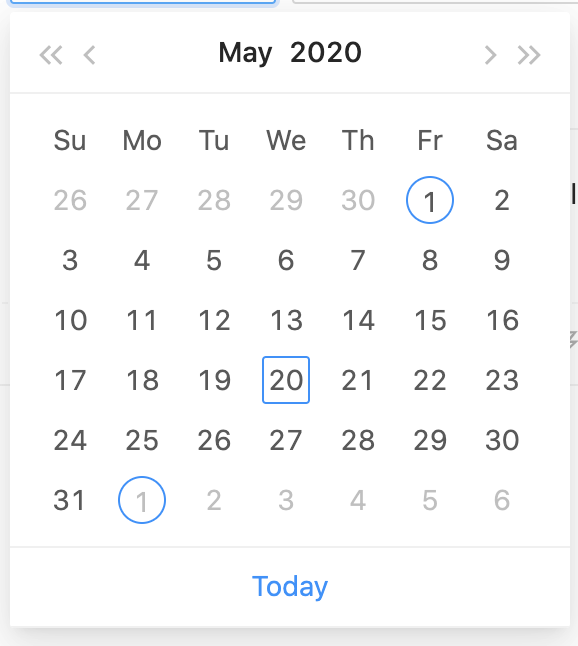 « ‹ May 2020 › »
Su Mo Tu We Th Fr Sa
26 27 28 29 30 1 2
3 4 5 6 7 8 9
10 11 12 13 14 15 16
17 18 19 20 21 22 23
24 25 26 27 28 29 30
31 1 2 3 4 5 6
Today